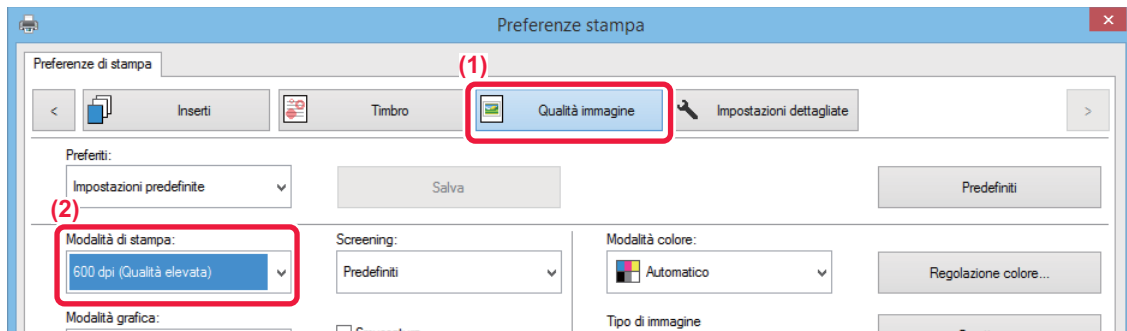 Preferenze stampa
Preferenze di stampa
(1)
< Inserti Timbro Qualità immagine Impostazioni dettagliate >
Preferiti:
Impostazioni predefinite Salva Predefiniti
(2)
Modalità di stampa: Screening: Modalità colore:
600 dpi (Qualità elevata) Predefiniti Automatico Regolazione colore...
Modalità grafica: Tipo di immagine